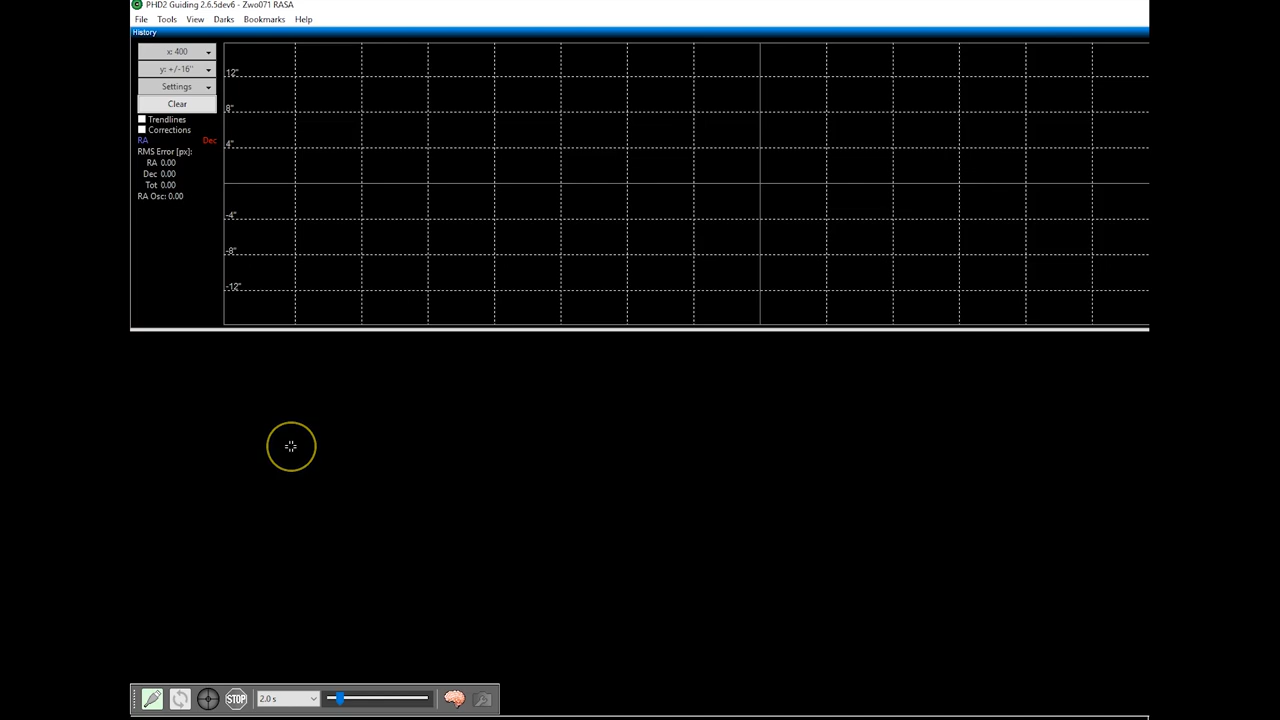 PHD2 Guiding 2.6.5dev6 - Zwo071 RASA
File Tools View Darks Bookmarks Help
History
x: 400
y: +/-16"
Settings
Clear
Trendlines
Corrections
RA Dec
RMS Error [px]:
RA 0.00
Dec 0.00
Tot 0.00
RA Osc: 0.00
12"
8"
4"
-4"
-8"
-12"
STOP 2.0 s